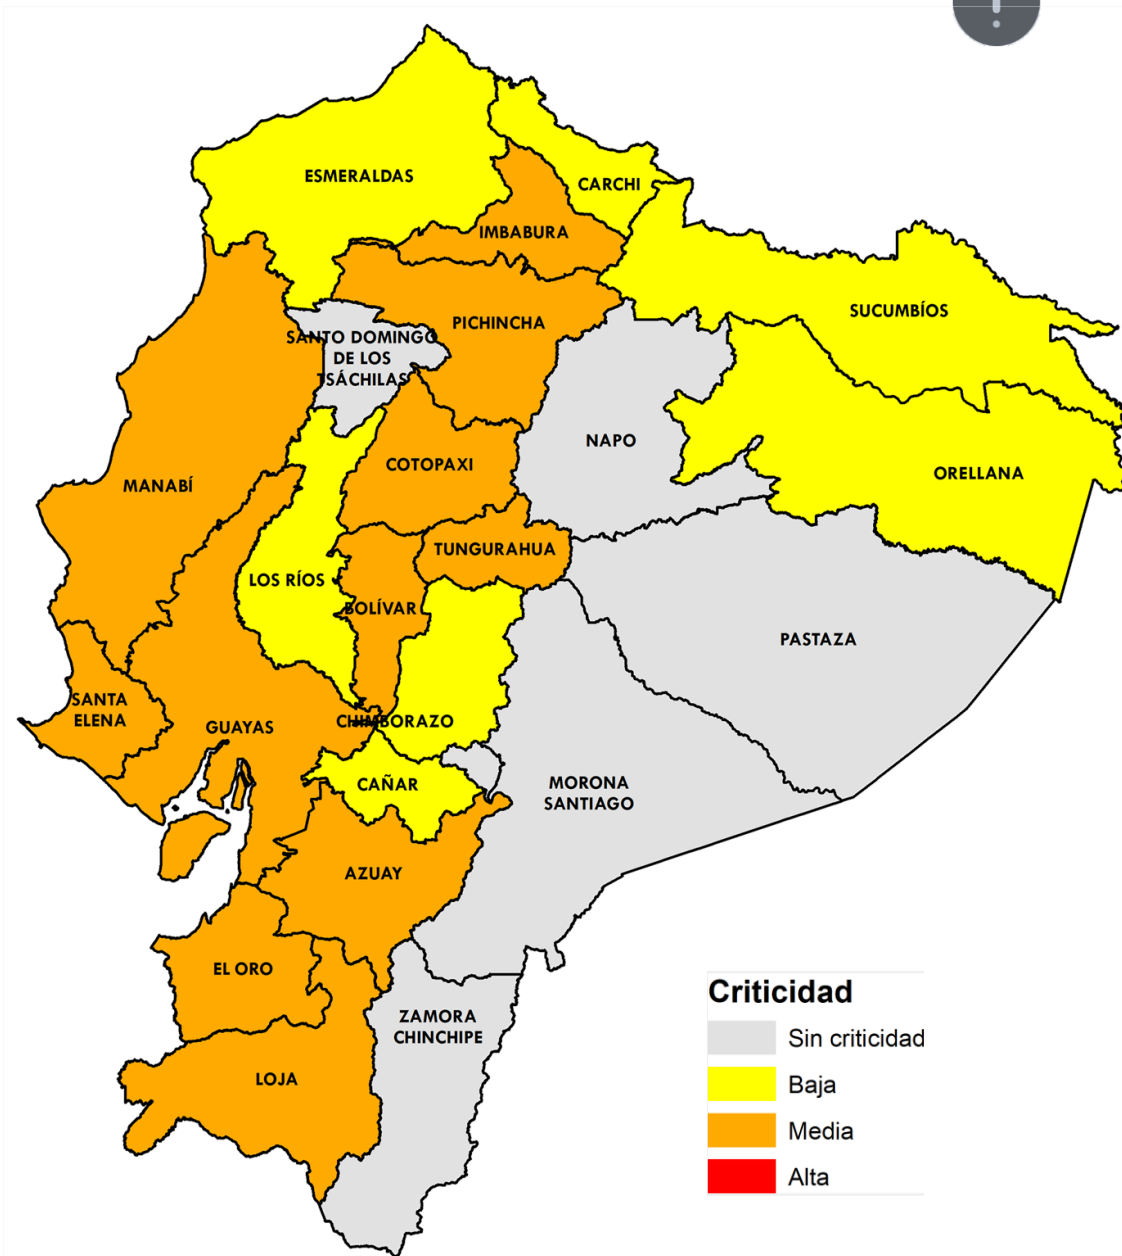 ESMERALDAS
CARCHI
IMBABURA
SUCUMBÍOS
PICHINCHA
SANTO DOMINGO
DE LOS
TSÁCHILAS
NAPO
COTOPAXI
ORELLANA
MANABÍ
TUNGURAHUA
LOS RÍOS
BOLÍVAR
PASTAZA
SANTA
ELENA
GUAYAS
CHIMBORAZO
CAÑAR
MORONA
SANTIAGO
AZUAY
EL ORO
ZAMORA
CHINCHIPE
LOJA
Criticidad
Sin criticidad
Baja
Media
Alta